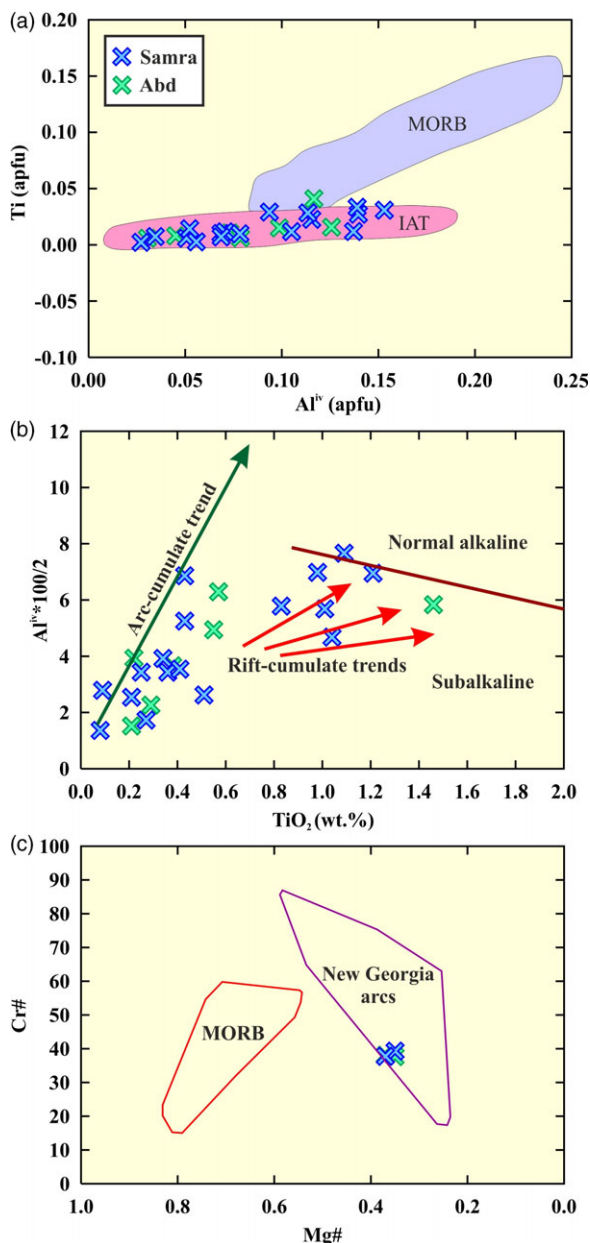 (a)
0.20
0.15
0.10
0.05
0.00
-0.05
-0.10
Ti (apfu)
Samra
Abd
MORB
IAT
0.00 0.05 0.10 0.15 0.20 0.25
Al^iv (apfu)
(b)
12
10
8
6
4
2
0
Al^iv*100/2
Arc-cumulate trend
Normal alkaline
Rift-cumulate trends
Subalkaline
0.0 0.2 0.4 0.6 0.8 1.0 1.2 1.4 1.6 1.8 2.0
TiO₂ (wt.%)
(c)
100
90
80
70
60
50
40
30
20
10
0
Cr#
MORB
New Georgia
arcs
1.0 0.8 0.6 0.4 0.2 0.0
Mg#